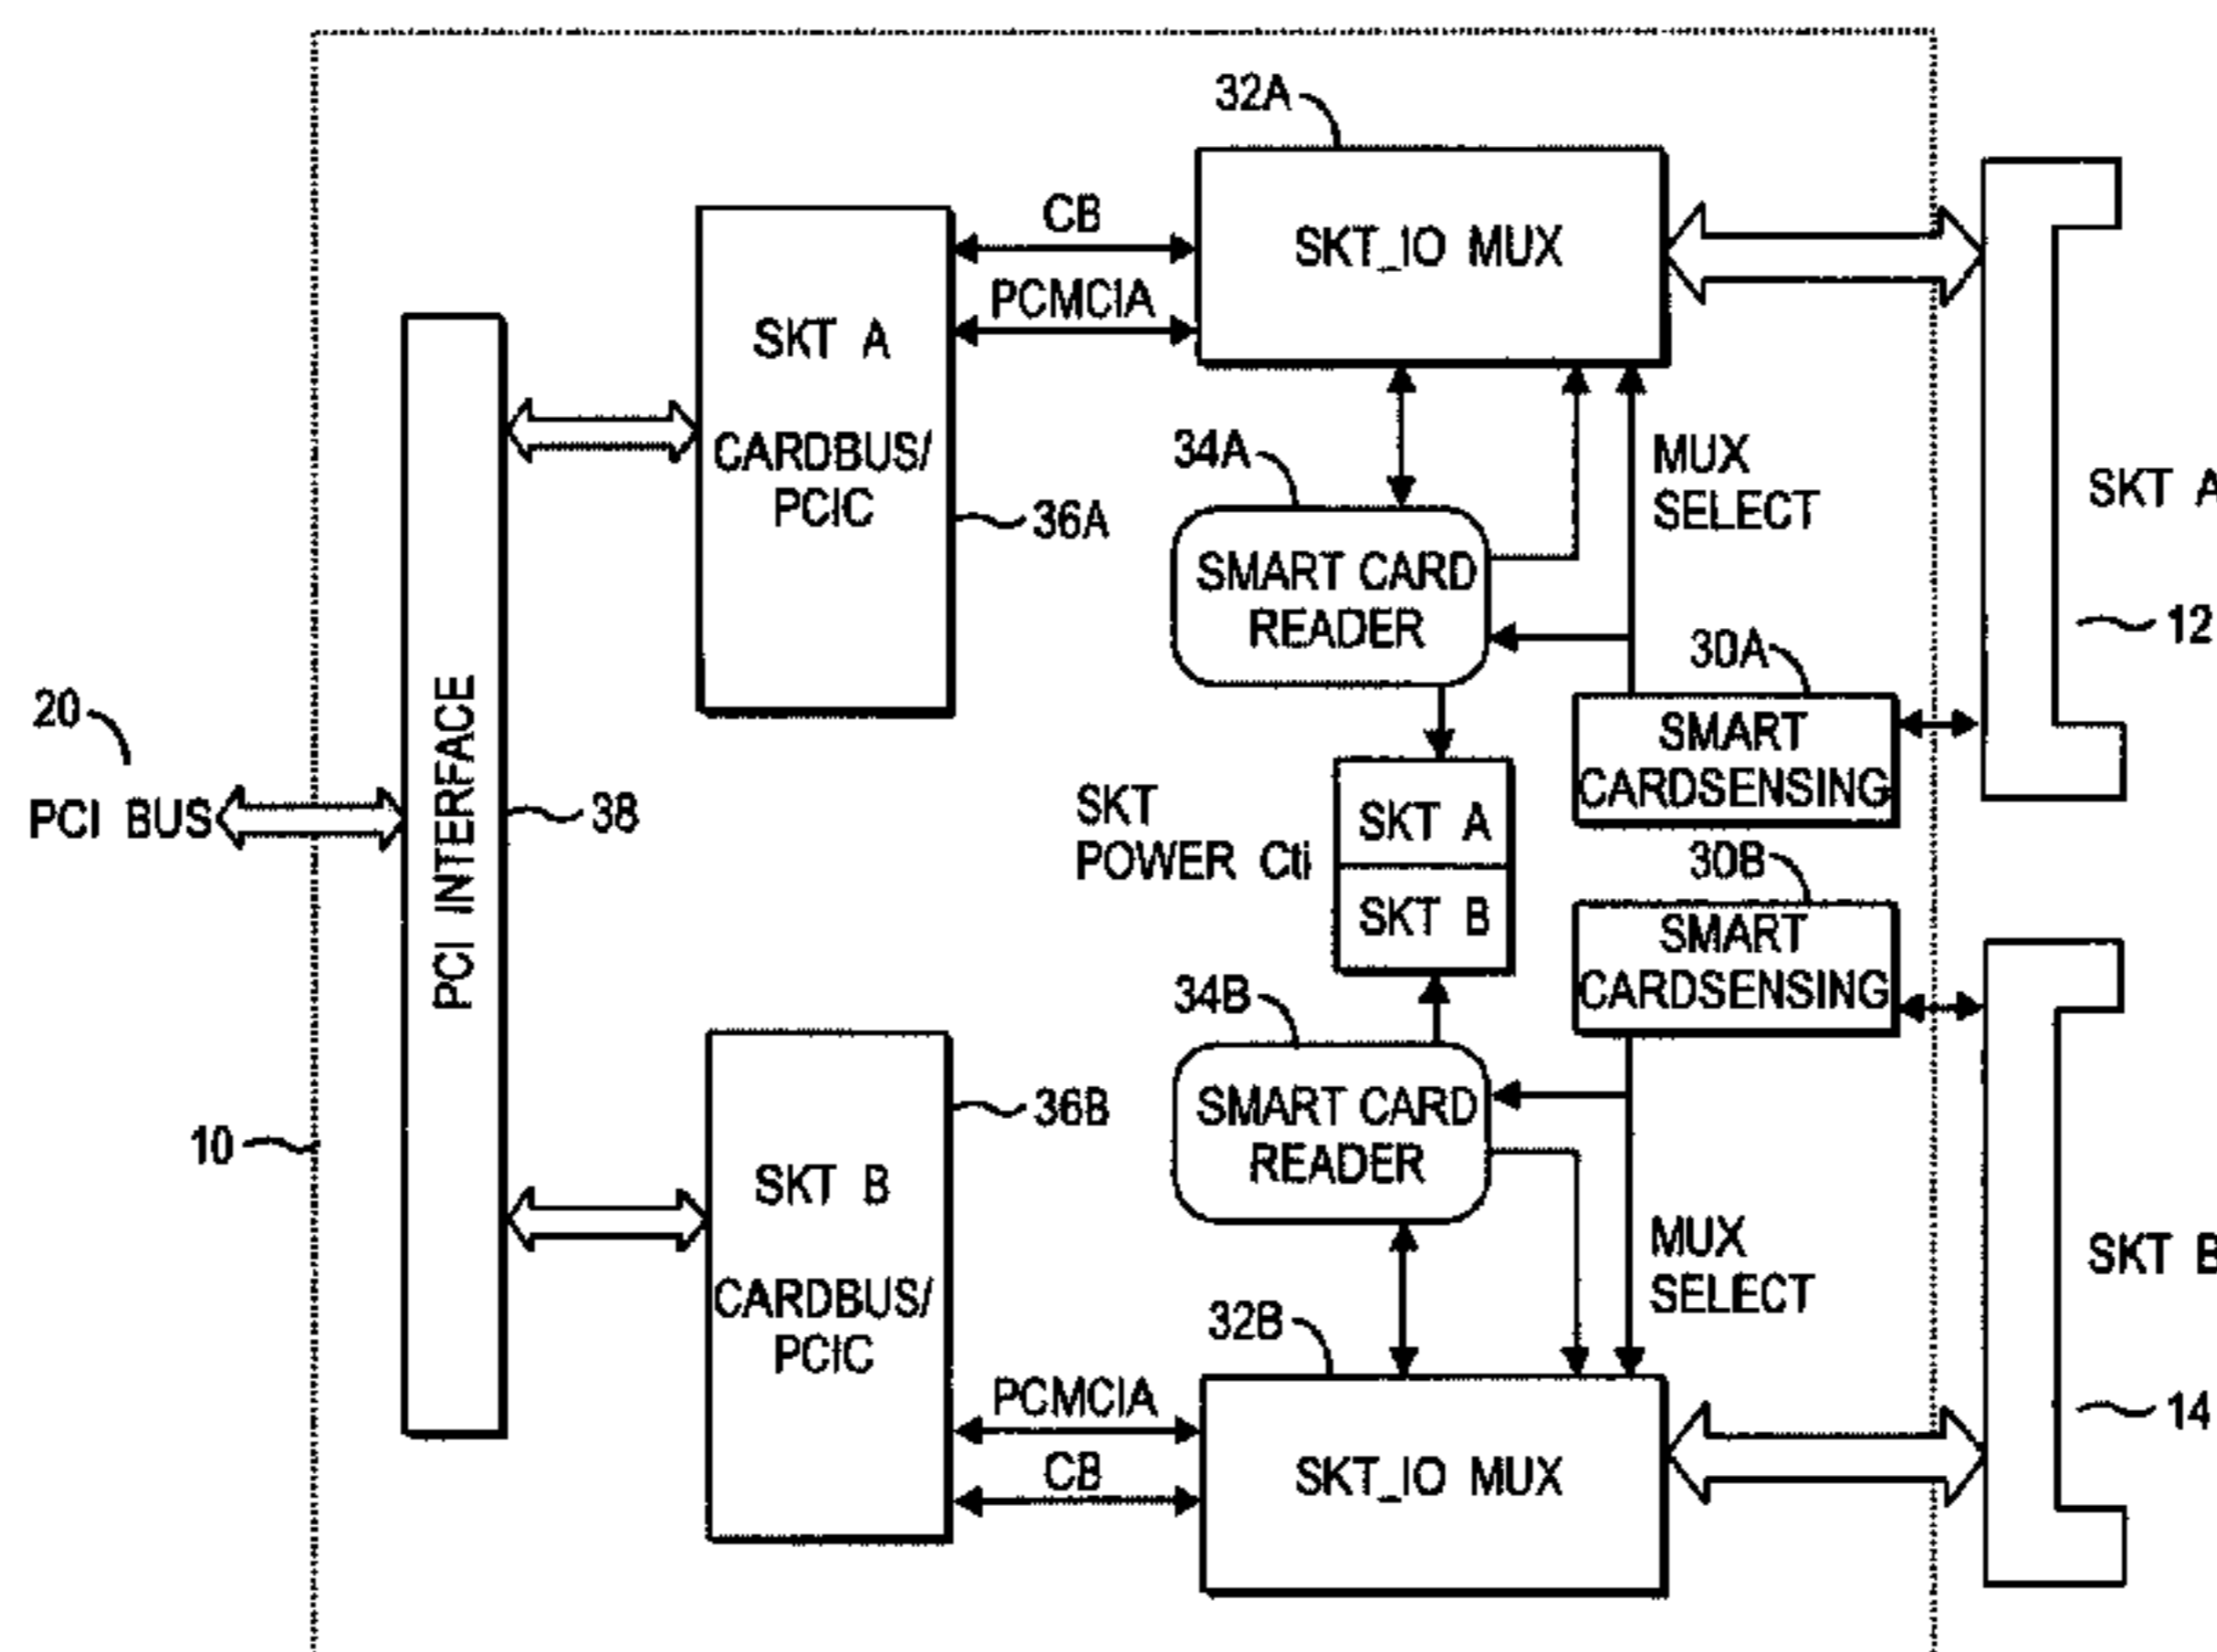 32A
CB
SKT_IO MUX
PCMCIA
SKT A
CARDBUS/
PCIC
36A
34A
MUX
SELECT
SKT A
SMART CARD
READER
12
30A
SMART
CARDSENSING
20
PCI BUS
PCI INTERFACE
38
SKT
POWER Cti
SKT A
SKT B
30B
SMART
CARDSENSING
34B
SMART CARD
READER
10
36B
SKT B
CARDBUS/
PCIC
MUX
SELECT
SKT B
32B
PCMCIA
CB
SKT_IO MUX
14